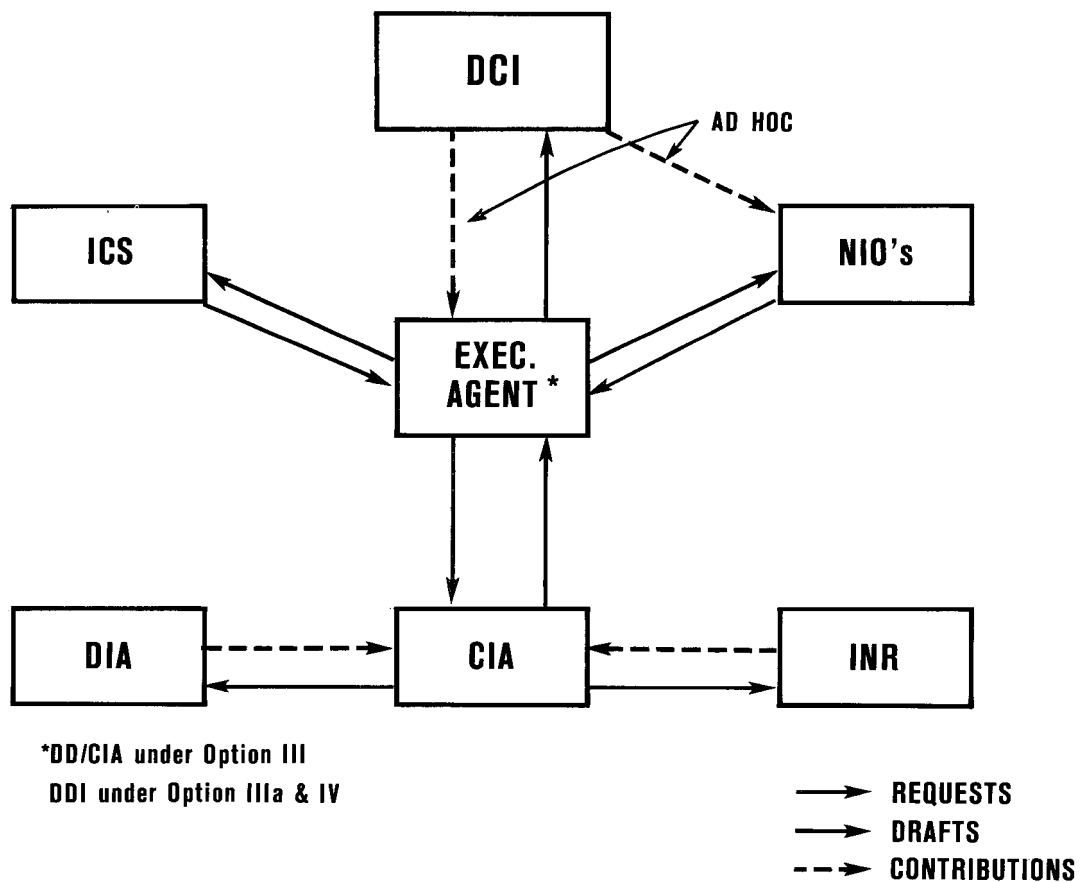 DCI
AD HOC
ICS
NIO's
EXEC.
AGENT *
DIA
CIA
INR
*DD/CIA under Option III
DDI under Option IIIa & IV
REQUESTS
DRAFTS
CONTRIBUTIONS